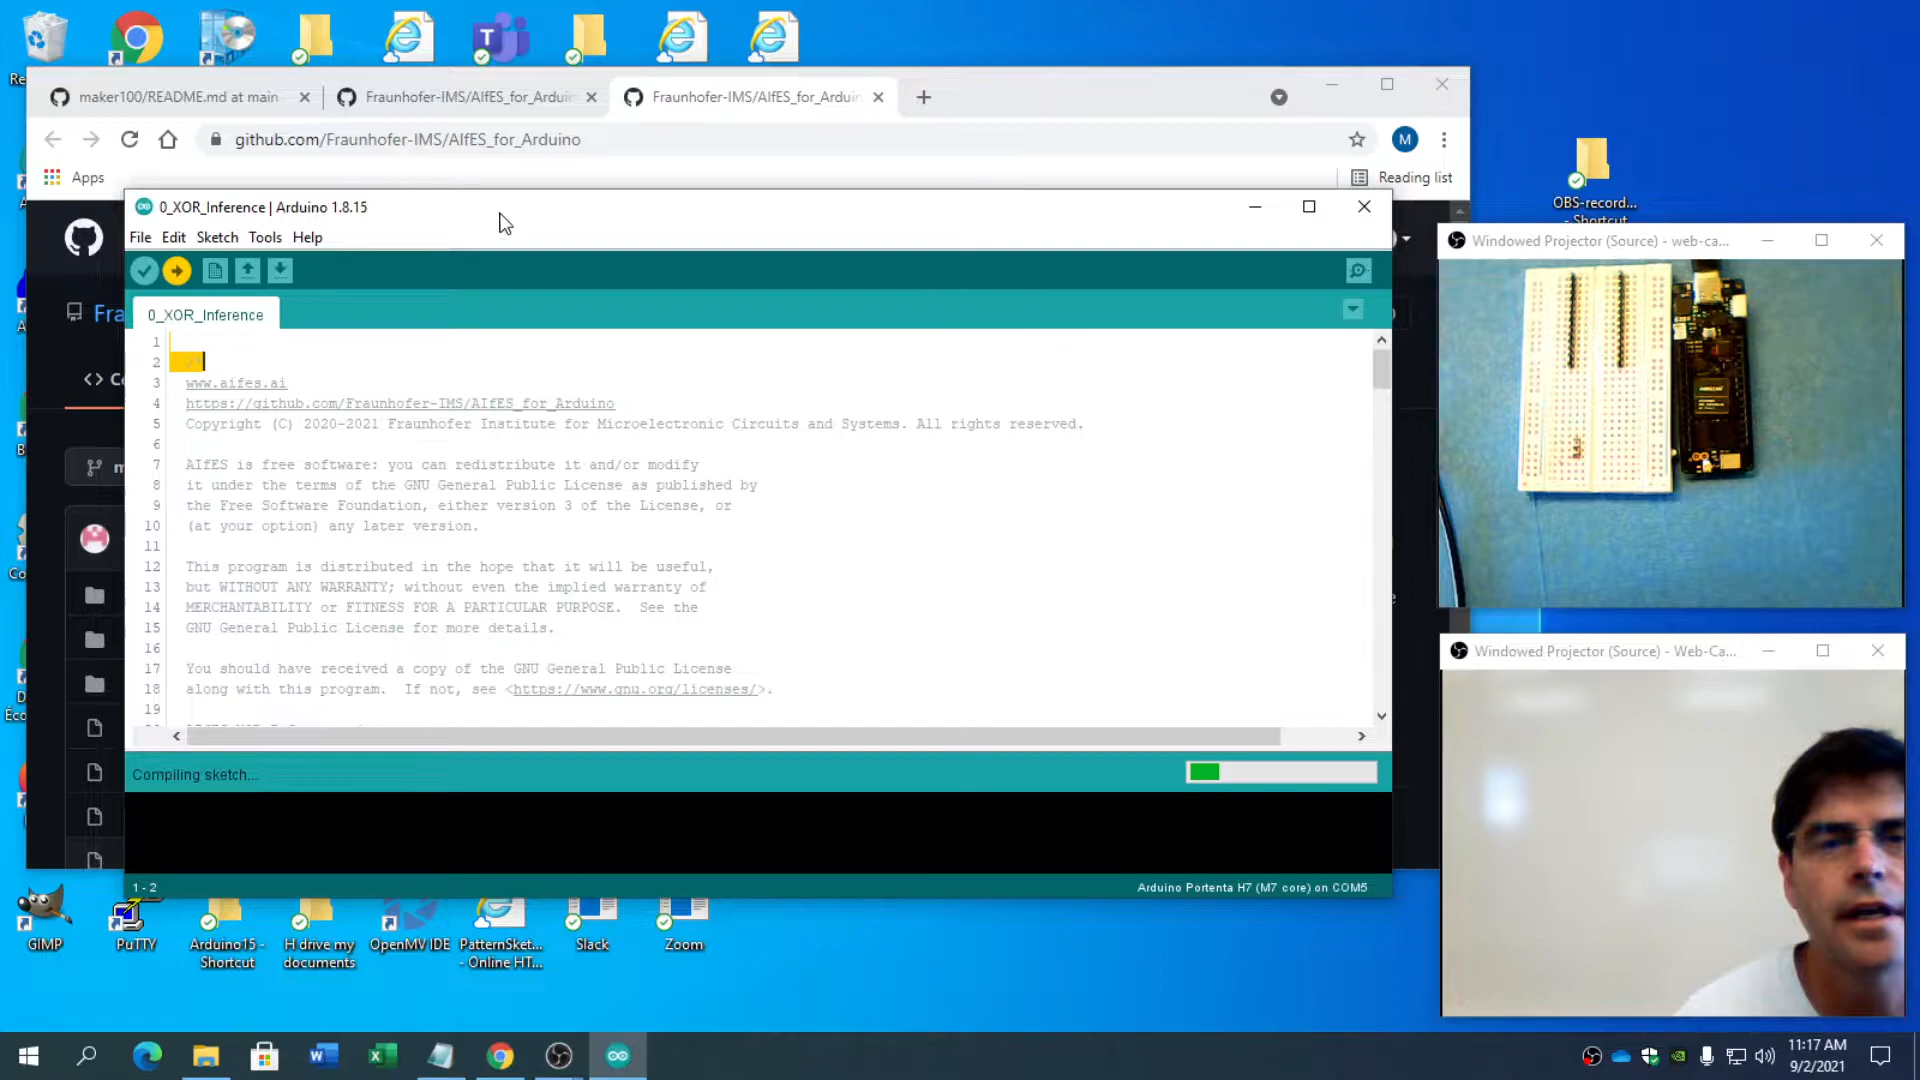 maker100/README.md at main
Fraunhofer-IMS/AIfES_for_Arduin
Fraunhofer-IMS/AIfES_for_Arduin
github.com/Fraunhofer-IMS/AIfES_for_Arduino
M
Apps
Reading list
OBS-record...
- Shortcut
0_XOR_Inference | Arduino 1.8.15
File Edit Sketch Tools Help
Windowed Projector (Source) - web-ca...
0_XOR_Inference
Fra
1
2
3 www.aifes.ai
4 https://github.com/Fraunhofer-IMS/AIfES_for_Arduino
5 Copyright (C) 2020-2021 Fraunhofer Institute for Microelectronic Circuits and Systems. All rights reserved.
6
7 AIfES is free software: you can redistribute it and/or modify
8 it under the terms of the GNU General Public License as published by
9 the Free Software Foundation, either version 3 of the License, or
10 (at your option) any later version.
11
12 This program is distributed in the hope that it will be useful,
13 but WITHOUT ANY WARRANTY; without even the implied warranty of
14 MERCHANTABILITY or FITNESS FOR A PARTICULAR PURPOSE. See the
15 GNU General Public License for more details.
16
17 You should have received a copy of the GNU General Public License
18 along with this program. If not, see <https://www.gnu.org/licenses/>.
19
Windowed Projector (Source) - Web-Ca...
Compiling sketch...
1 - 2
Arduino Portenta H7 (M7 core) on COM5
GIMP
PuTTY
Arduino15 -
Shortcut
H drive my
documents
OpenMV IDE
PatternSket...
- Online HT...
Slack
Zoom
11:17 AM
9/2/2021